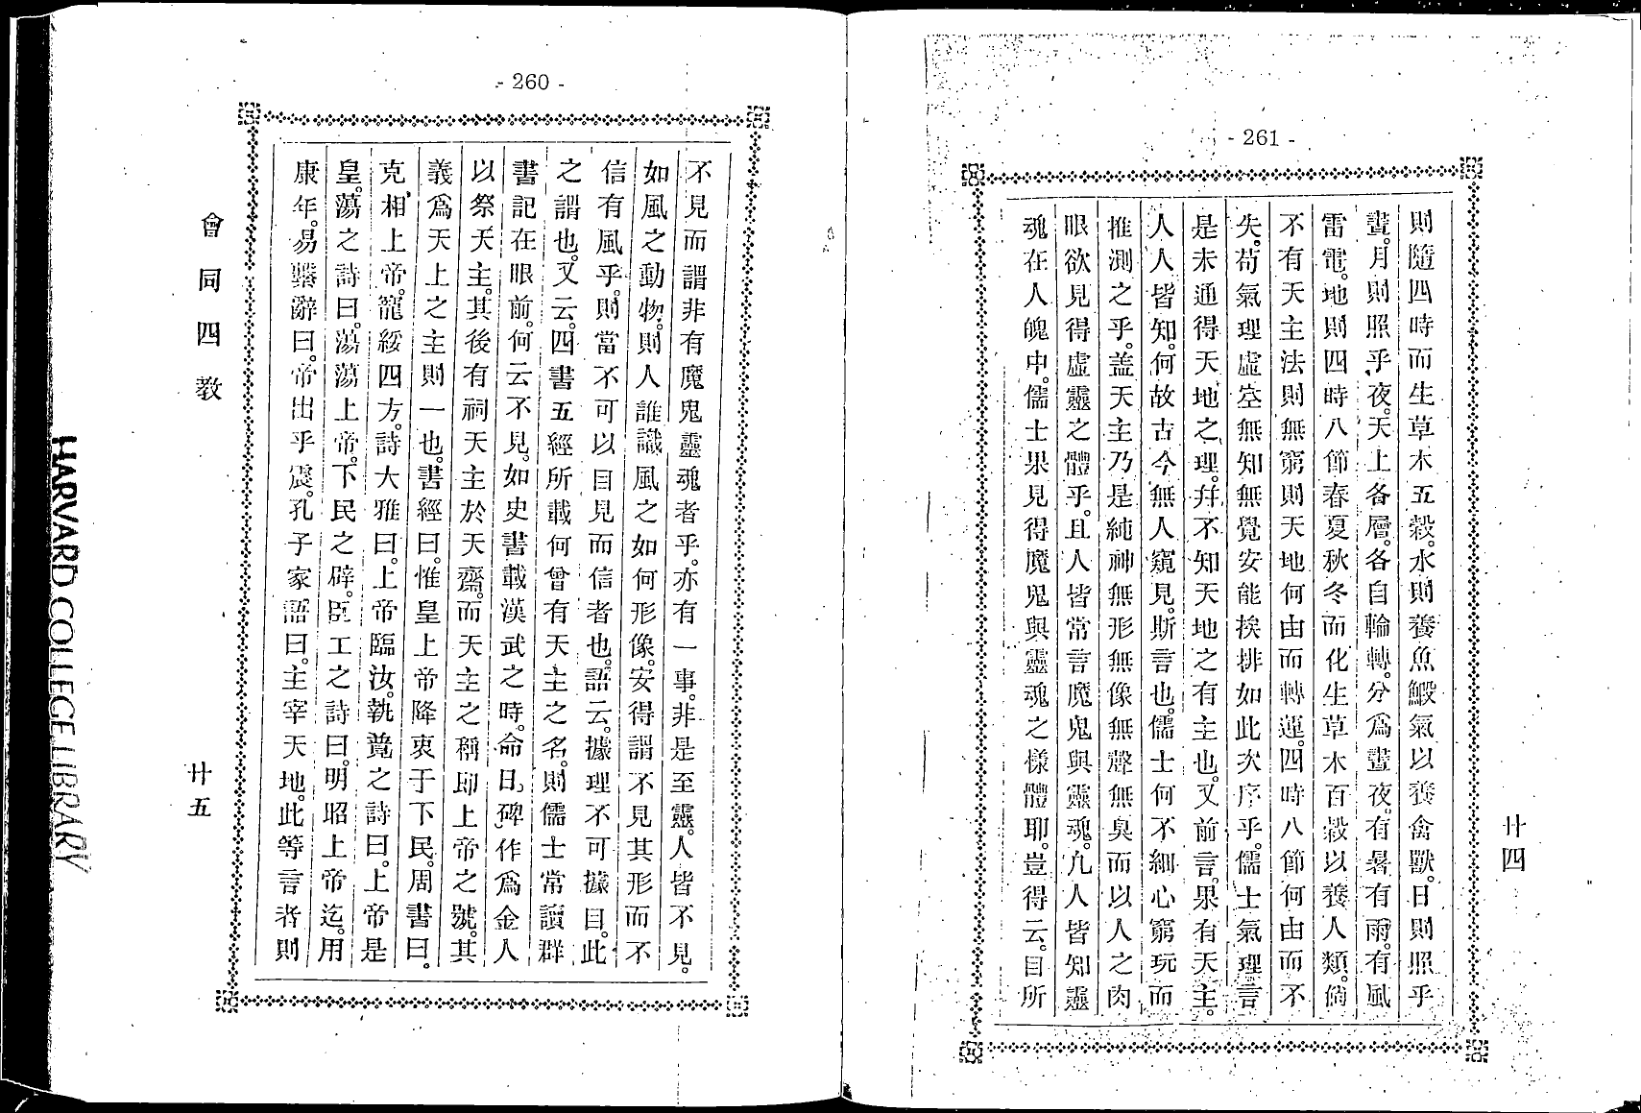 - 261 -
廿四
則隨四時而生草木五穀。水則養魚鰕氣以養禽獸。日則照乎
晝。月則照乎夜。天上各層。各自輪轉。分爲晝夜。有暑有雨。有風
雷電。地則四時八節春夏秋冬而化生草木百穀以養人類。倘
不有天主法則無窮則天地何由而轉運。四時八節何由而不
失。苟氣理虛空無知無覺安能挨排如此次序乎。儒士氣理言
是未通得天地之理。幷不知天地之有主也。又前言。果有天主。
人人皆知。何故古今無人窺見。斯言也。儒士何不細心窮玩而
推測之乎。蓋天主乃是純神無形無像無聲無臭而以人之肉
眼欲見得虛靈之體乎。且人皆常言魔鬼與靈魂。凡人皆知靈
魂在人魄中。儒士果見得魔鬼與靈魂之樣體耶。豈得云。目所
- 260 -
不見而謂非有魔鬼靈魂者乎。亦有一事。非是至靈。人皆不見。
如風之動物。則人誰識風之如何形像。安得謂不見其形而不
信有風乎。則當不可以目見而信者也。語云。據理不可據目。此
之謂也。又云。四書五經所載何曾有天主之名。則儒士常讀群
書記在眼前。何云不見。如史書載漢武之時。命日碑作爲金人
以祭天主。其後有祠天主於天齋。而天主之稱即上帝之號。其
義爲天上之主則一也。書經曰。惟皇上帝降衷于下民。周書曰。
克相上帝。寵綏四方。詩大雅曰。上帝臨汝。執競之詩曰。上帝是
皇。蕩之詩曰。蕩蕩上帝。下民之辟。臣工之詩曰。明昭上帝迄。用
康年。易繫辭曰。帝出乎震。孔子家語曰。主宰天地。此等言者則
會同四教
廿五
HARVARD COLLEGE LIBRARY